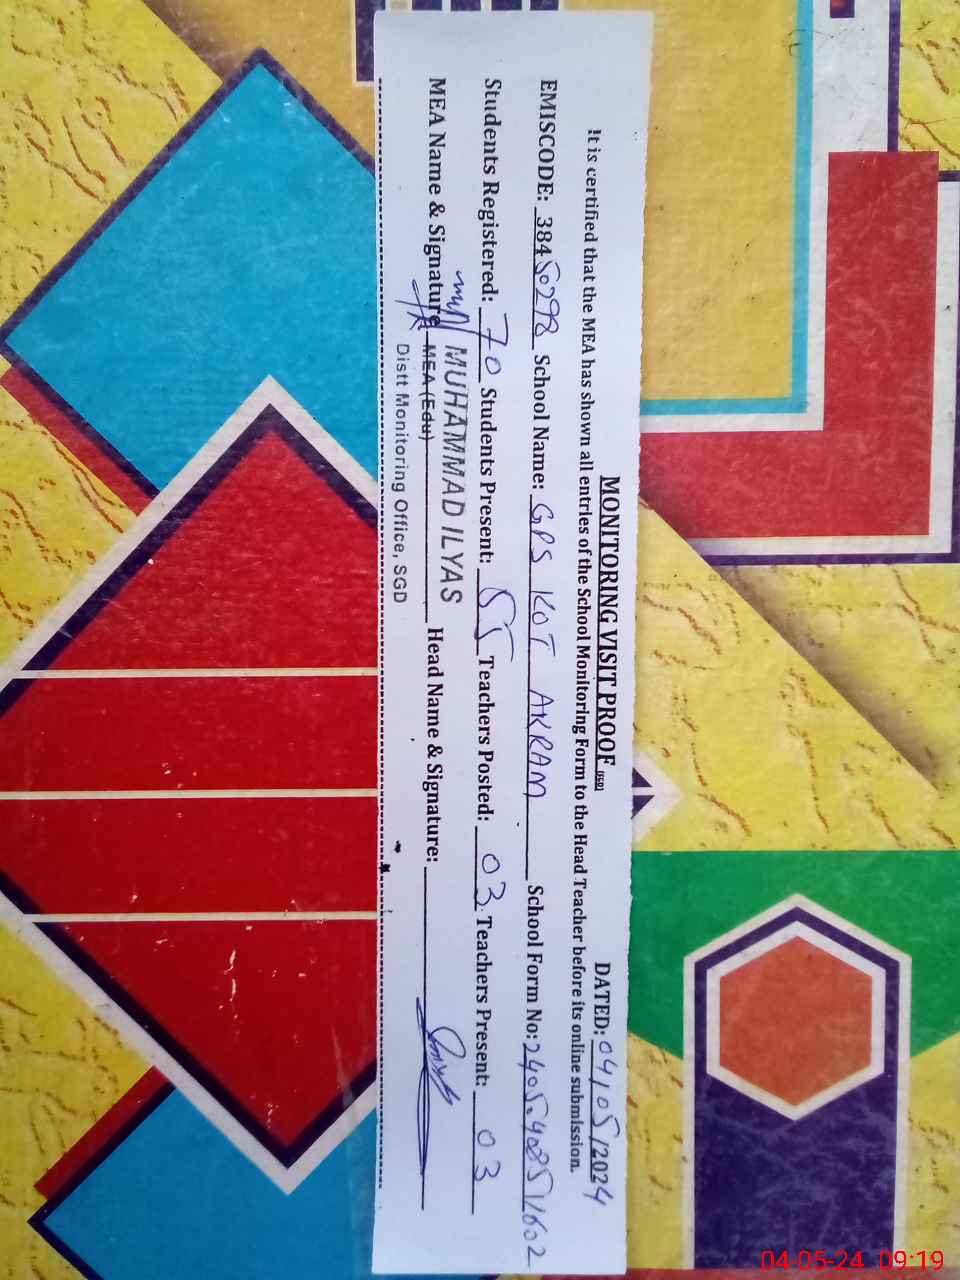 MONITORING VISIT PROOF (SGD) DATED: 04/05/2024
It is certified that the MEA has shown all entries of the School Monitoring Form to the Head Teacher before its online submission.
EMISCODE: 38450298 School Name: GPS KOT AKRAM School Form No:
Students Registered: 70 Students Present: 55 Teachers Posted: 03 Teachers Present: 03
MEA Name & Signature MUHAMMAD ILYAS Head Name & Signature:
MEA (Edu)
Distt Monitoring Office, SGD
04-05-24 09:19